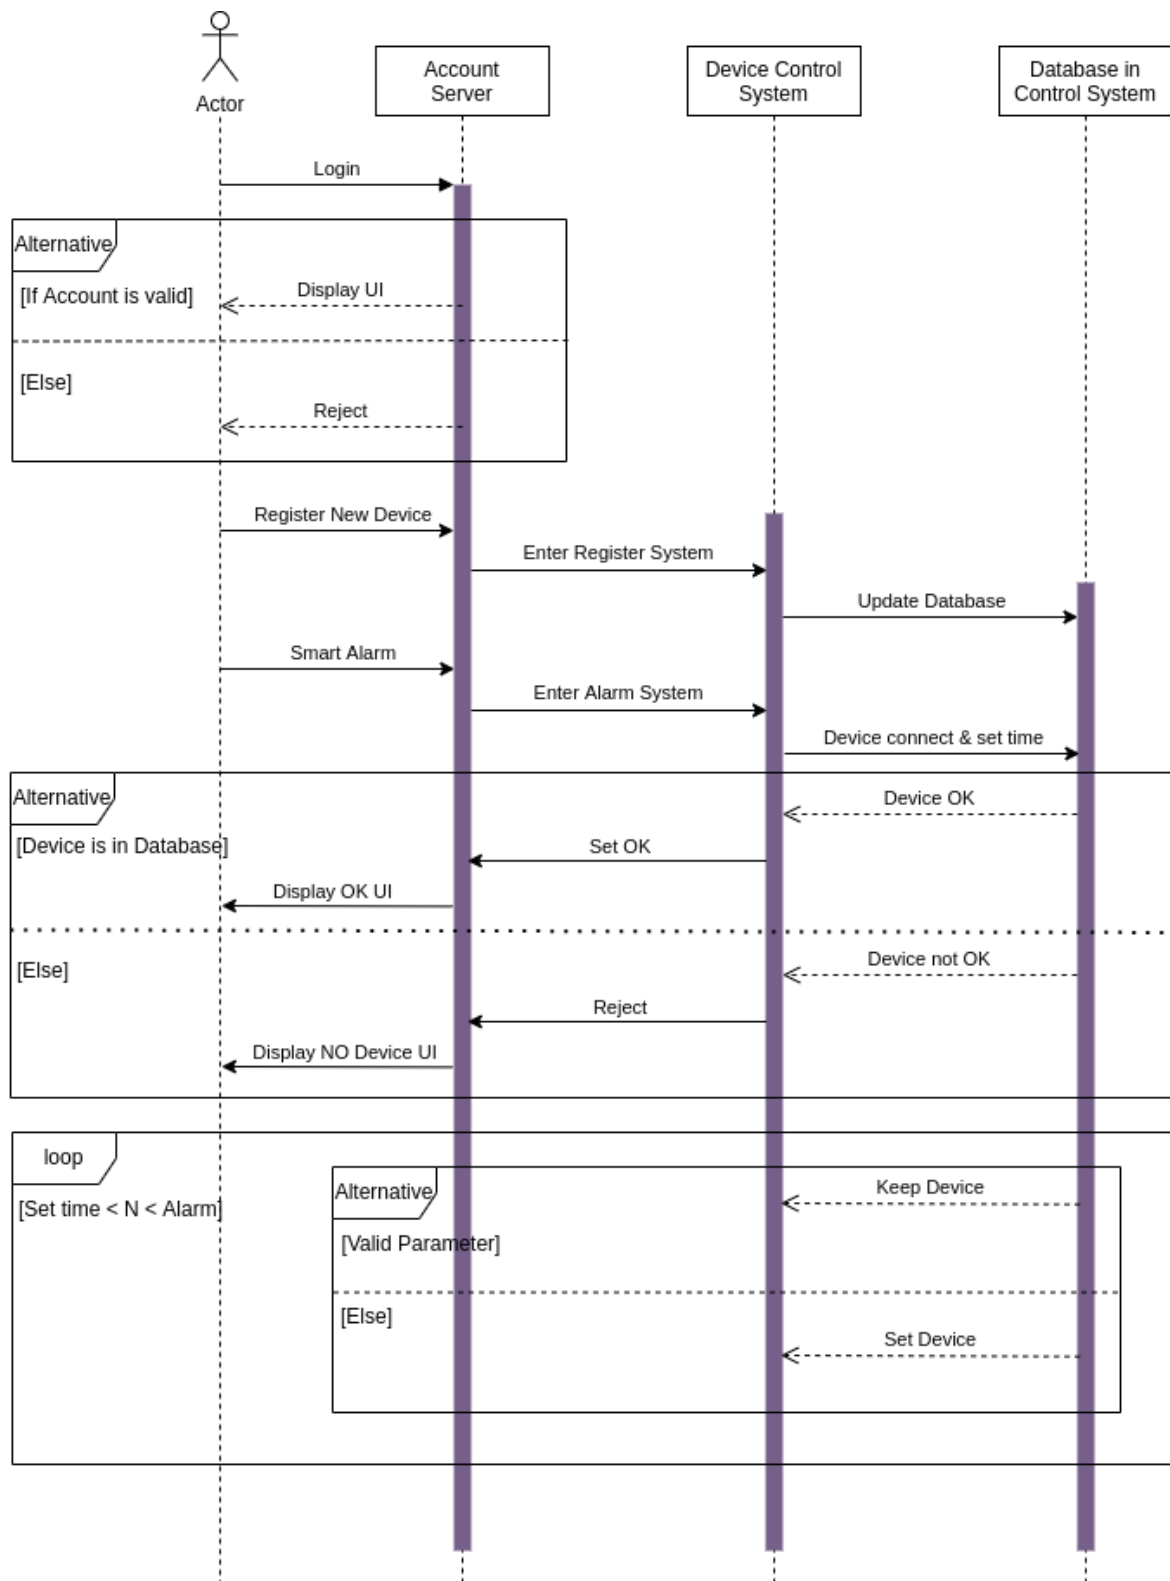 Actor
Account
Server
Device Control
System
Database in
Control System
Login
Alternative
[If Account is valid]
Display UI
[Else]
Reject
Register New Device
Enter Register System
Update Database
Smart Alarm
Enter Alarm System
Device connect & set time
Alternative
Device OK
[Device is in Database]
Set OK
Display OK UI
[Else]
Device not OK
Reject
Display NO Device UI
loop
[Set time < N < Alarm]
Alternative
Keep Device
[Valid Parameter]
[Else]
Set Device